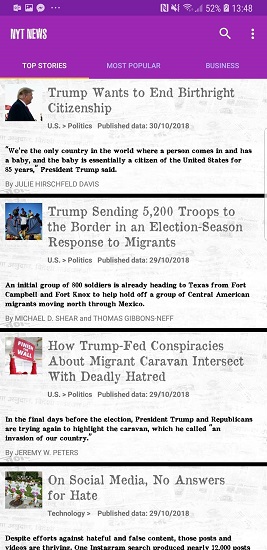 52% 13:48
NYT NEWS
TOP STORIES MOST POPULAR BUSINESS
Trump Wants to End Birthright
Citizenship
U.S. > Politics Published data: 30/10/2018
"We're the only country in the world where a person comes in and has
a baby, and the baby is essentially a citizen of the United States for
85 years," President Trump said.
By JULIE HIRSCHFELD DAVIS
Trump Sending 5,200 Troops to
the Border in an Election-Season
Response to Migrants
U.S. > Politics Published data: 29/10/2018
An initial group of 800 soldiers is already heading to Texas from Fort
Campbell and Fort Knox to help hold off a group of Central American
migrants moving north through Mexico.
By MICHAEL D. SHEAR and THOMAS GIBBONS-NEFF
FINISH
WALL
How Trump-Fed Conspiracies
About Migrant Caravan Intersect
With Deadly Hatred
U.S. > Politics Published data: 29/10/2018
In the final days before the election, President Trump and Republicans
are trying again to highlight the caravan, which he called "an
invasion of our country."
By JEREMY W. PETERS
On Social Media, No Answers
for Hate
Technology > Published data: 29/10/2018
Despite efforts against hateful and false content, those posts and
videos are thriving. One Instagram search produced nearly 12,000 posts